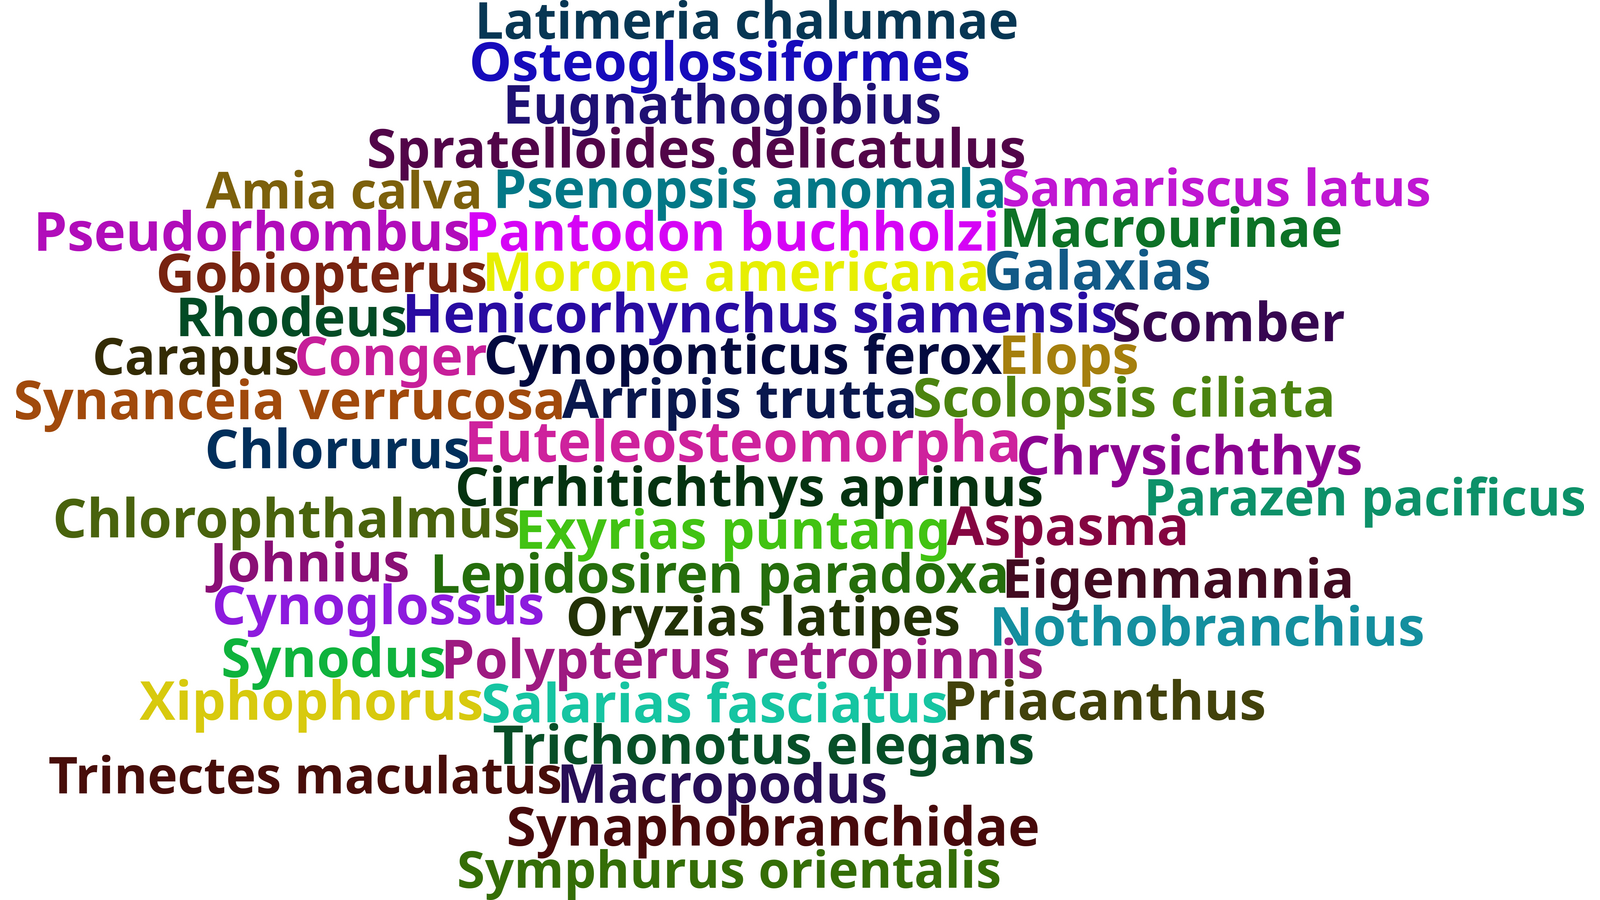 Latimeria chalumnae
Osteoglossiformes
Eugnathogobius
Spratelloides delicatulus
Amia calva Psenopsis anomala Samariscus latus
Pseudorhombus Pantodon buchholzi Macrourinae
Gobiopterus Morone americana Galaxias
Rhodeus Henicorhynchus siamensis Scomber
Carapus Conger Cynoponticus ferox Elops
Synanceia verrucosa Arripis trutta Scolopsis ciliata
Chlorurus Euteleosteomorpha Chrysichthys
Cirrhitichthys aprinus Parazen pacificus
Chlorophthalmus Exyrias puntang Aspasma
Johnius Lepidosiren paradoxa Eigenmannia
Cynoglossus Oryzias latipes Nothobranchius
Synodus Polypterus retropinnis
Xiphophorus Salarias fasciatus Priacanthus
Trichonotus elegans
Trinectes maculatus Macropodus
Synaphobranchidae
Symphurus orientalis